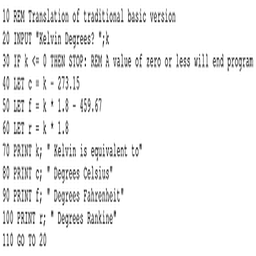 10 REM Translation of traditional basic version
20 INPUT "Kelvin Degrees? ";k
30 IF k <= 0 THEN STOP: REM A value of zero or less will end program
40 LET c = k - 273.15
50 LET f = k * 1.8 - 459.67
60 LET r = k * 1.8
70 PRINT k; " Kelvin is equivalent to"
80 PRINT c; " Degrees Celsius"
90 PRINT f; " Degrees Fahrenheit"
100 PRINT r; " Degrees Rankine"
110 GO TO 20